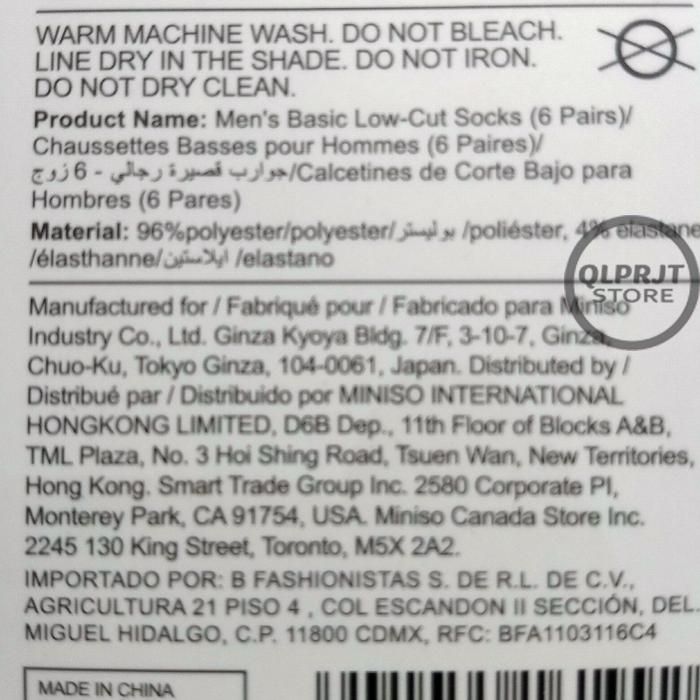 WARM MACHINE WASH. DO NOT BLEACH.
LINE DRY IN THE SHADE. DO NOT IRON.
DO NOT DRY CLEAN.
Product Name: Men's Basic Low-Cut Socks (6 Pairs)/
Chaussettes Basses pour Hommes (6 Paires)/
جوارب قصيرة رجالي - 6 زوج/Calcetines de Corte Bajo para
Hombres (6 Pares)
Material: 96%polyester/polyester/بوليستر /poliéster, 4% elastane
/élasthanne/ايلاستين /elastano
QLPRJT
STORE
Manufactured for / Fabriqué pour / Fabricado para Miniso
Industry Co., Ltd. Ginza Kyoya Bldg. 7/F, 3-10-7, Ginza,
Chuo-Ku, Tokyo Ginza, 104-0061, Japan. Distributed by /
Distribué par / Distribuido por MINISO INTERNATIONAL
HONGKONG LIMITED, D6B Dep., 11th Floor of Blocks A&B,
TML Plaza, No. 3 Hoi Shing Road, Tsuen Wan, New Territories,
Hong Kong. Smart Trade Group Inc. 2580 Corporate Pl,
Monterey Park, CA 91754, USA. Miniso Canada Store Inc.
2245 130 King Street, Toronto, M5X 2A2.
IMPORTADO POR: B FASHIONISTAS S. DE R.L. DE C.V.,
AGRICULTURA 21 PISO 4 , COL ESCANDON II SECCIÓN, DEL.
MIGUEL HIDALGO, C.P. 11800 CDMX, RFC: BFA1103116C4
MADE IN CHINA